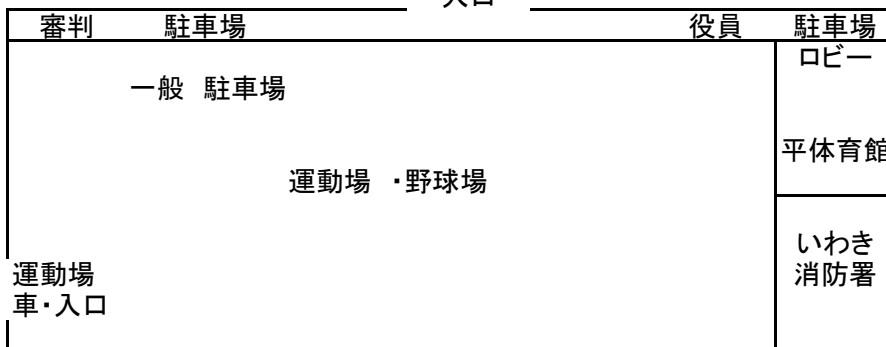 入口
審判 駐車場 役員 駐車場
ロビー
一般 駐車場
平体育館
運動場 ・野球場
いわき
運動場 消防署
車・入口